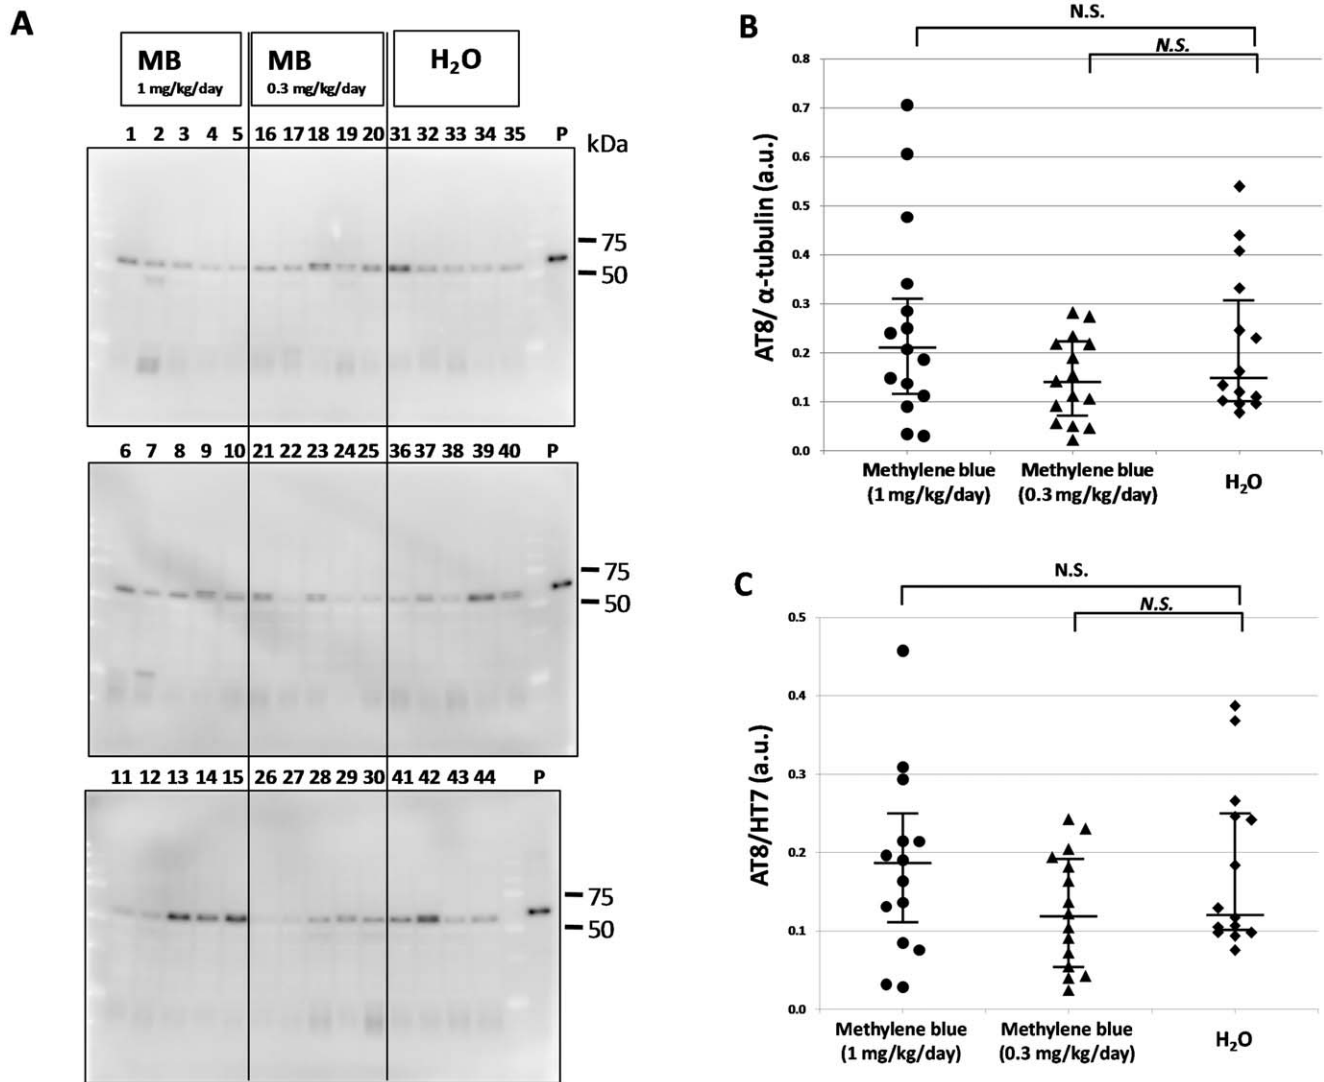 A
MB
1 mg/kg/day
MB
0.3 mg/kg/day
H₂O
1 2 3 4 5 16 17 18 19 20 31 32 33 34 35 P kDa
75
50
6 7 8 9 10 21 22 23 24 25 36 37 38 39 40 P
75
50
11 12 13 14 15 26 27 28 29 30 41 42 43 44 P
75
50
B
N.S.
N.S.
AT8/ α-tubulin (a.u.)
0.8
0.7
0.6
0.5
0.4
0.3
0.2
0.1
0.0
Methylene blue
(1 mg/kg/day)
Methylene blue
(0.3 mg/kg/day)
H₂O
C
N.S.
N.S.
AT8/HT7 (a.u.)
0.5
0.4
0.3
0.2
0.1
0.0
Methylene blue
(1 mg/kg/day)
Methylene blue
(0.3 mg/kg/day)
H₂O